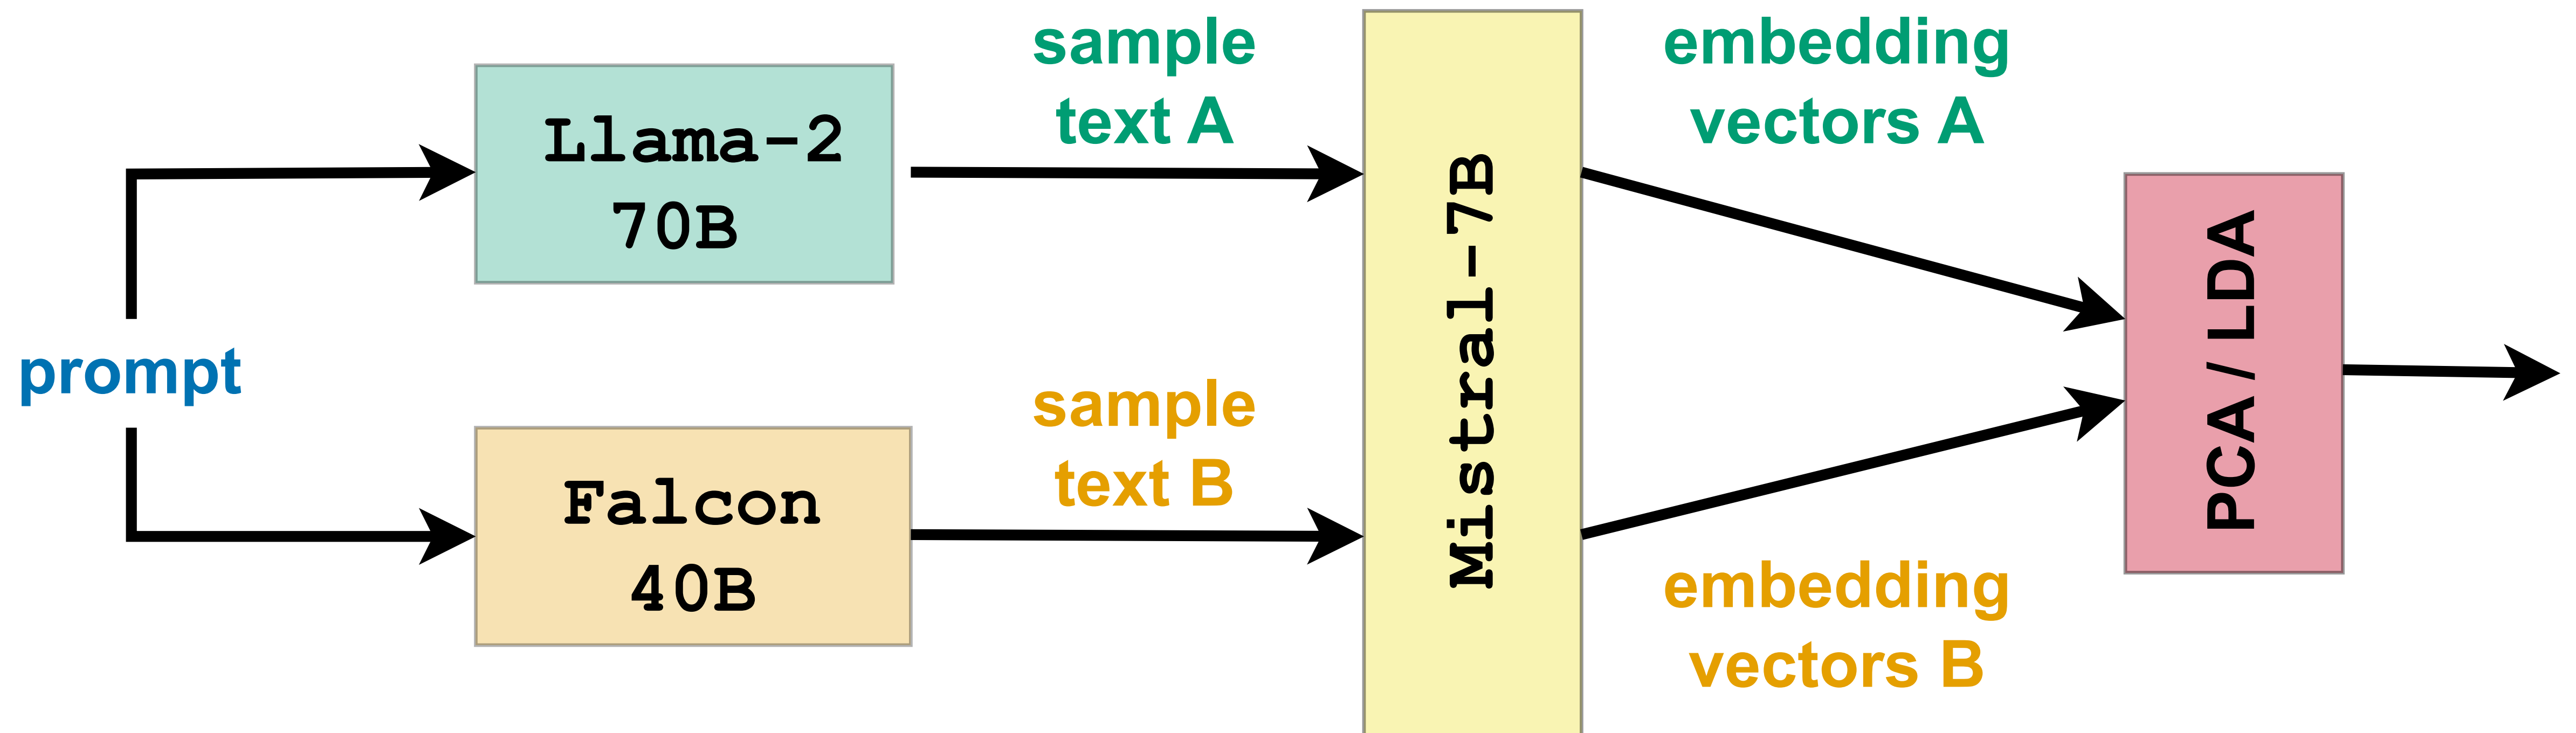 prompt
Llama-2
70B
Falcon
40B
sample
text A
sample
text B
Mistral-7B
embedding
vectors A
embedding
vectors B
PCA / LDA